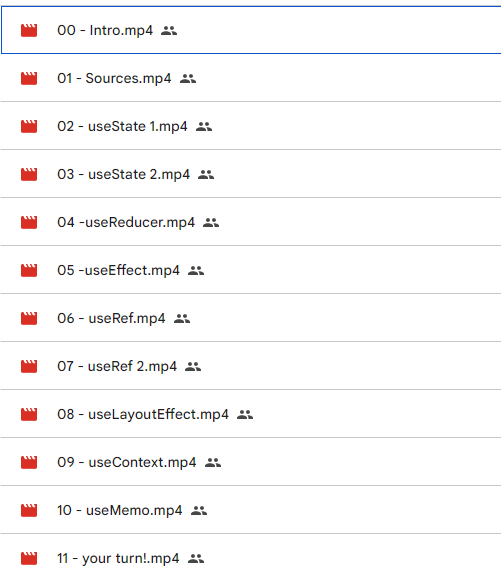 00 - Intro.mp4
01 - Sources.mp4
02 - useState 1.mp4
03 - useState 2.mp4
04 -useReducer.mp4
05 -useEffect.mp4
06 - useRef.mp4
07 - useRef 2.mp4
08 - useLayoutEffect.mp4
09 - useContext.mp4
10 - useMemo.mp4
11 - your turn!.mp4